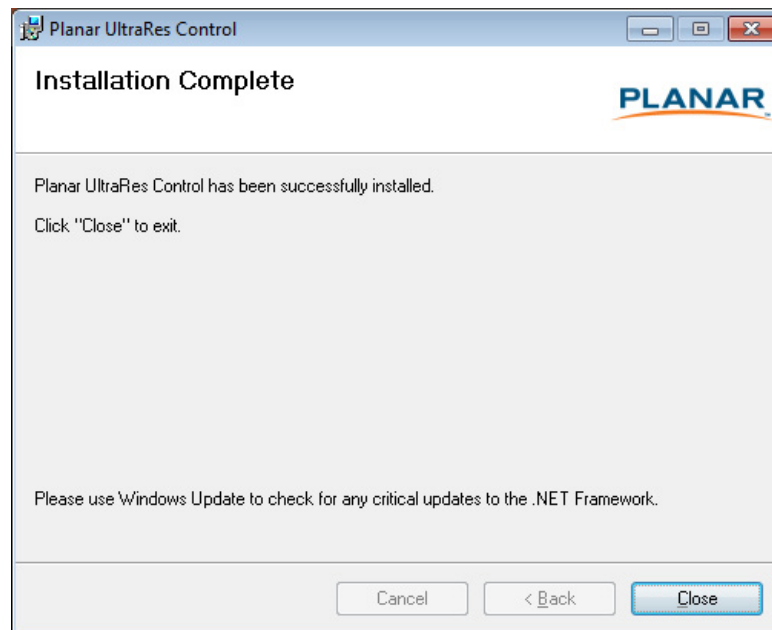 Planar UltraRes Control
Installation Complete
PLANAR
Planar UltraRes Control has been successfully installed.
Click "Close" to exit.
Please use Windows Update to check for any critical updates to the .NET Framework.
Cancel
< Back
Close